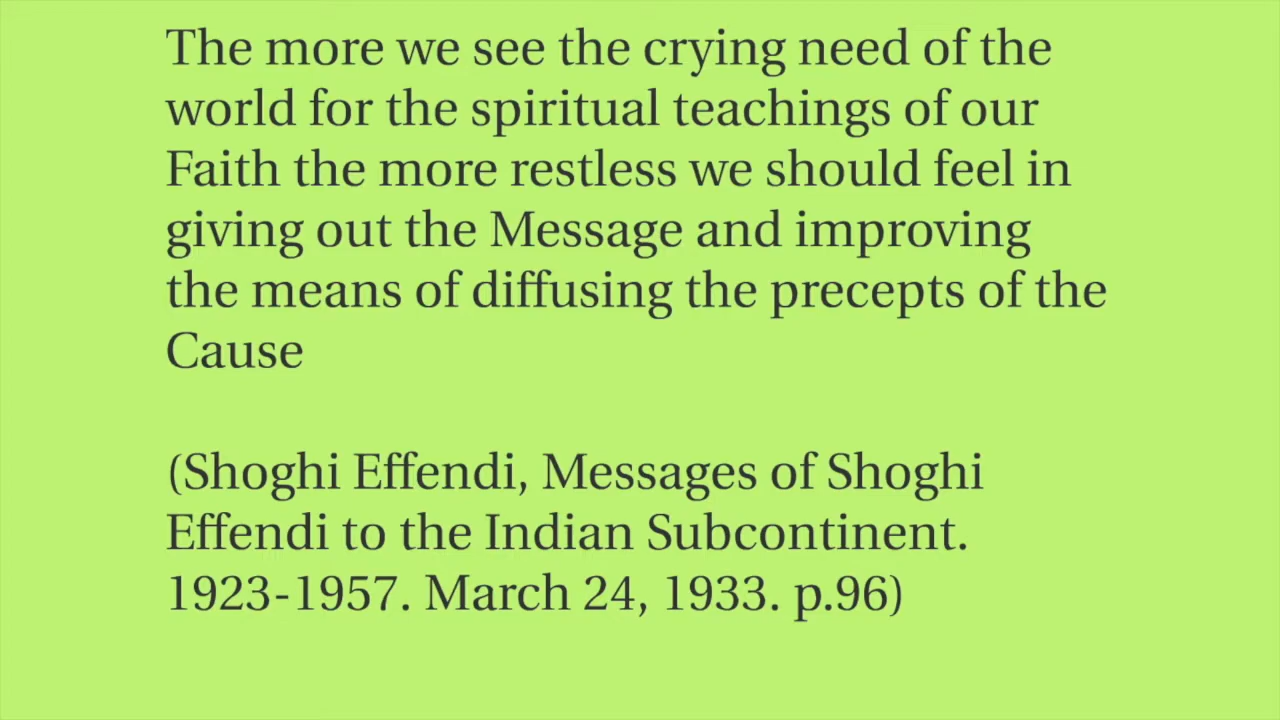 The more we see the crying need of the
world for the spiritual teachings of our
Faith the more restless we should feel in
giving out the Message and improving
the means of diffusing the precepts of the
Cause
(Shoghi Effendi, Messages of Shoghi
Effendi to the Indian Subcontinent.
1923-1957. March 24, 1933. p.96)